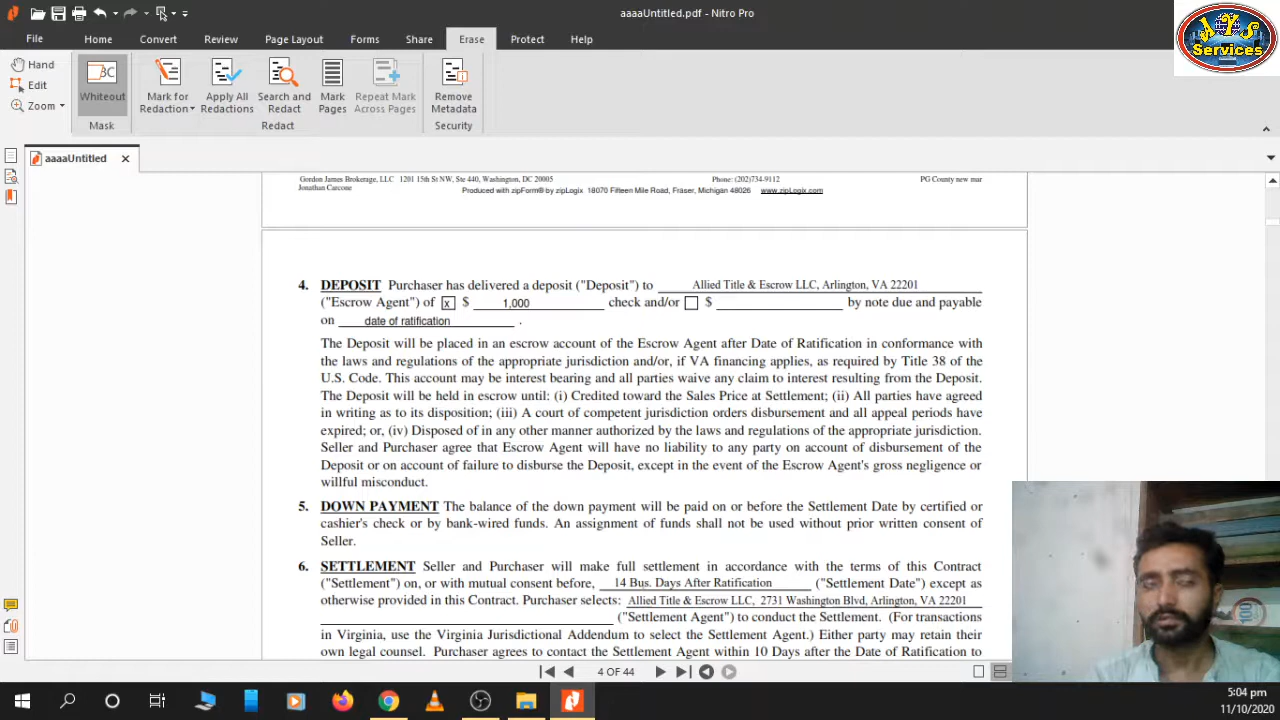 aaaaUntitled.pdf - Nitro Pro
AYS
Services
File Home Convert Review Page Layout Forms Share Erase Protect Help
Hand
Edit
Zoom
Whiteout
Mark for Redaction
Apply All Redactions
Search and Redact
Mark Pages
Repeat Mark Across Pages
Remove Metadata
Mask Redact Security
aaaaUntitled
Gordon James Brokerage, LLC 1201 15th St NW, Ste 440, Washington, DC 20005 Phone: (202)734-9112 PG County new mar
Jonathan Carcone Produced with zipForm® by zipLogix 18070 Fifteen Mile Road, Fraser, Michigan 48026 www.zipLogix.com
4. DEPOSIT Purchaser has delivered a deposit ("Deposit") to Allied Title & Escrow LLC, Arlington, VA 22201
("Escrow Agent") of x $ 1,000 check and/or $ by note due and payable
on date of ratification .
The Deposit will be placed in an escrow account of the Escrow Agent after Date of Ratification in conformance with
the laws and regulations of the appropriate jurisdiction and/or, if VA financing applies, as required by Title 38 of the
U.S. Code. This account may be interest bearing and all parties waive any claim to interest resulting from the Deposit.
The Deposit will be held in escrow until: (i) Credited toward the Sales Price at Settlement; (ii) All parties have agreed
in writing as to its disposition; (iii) A court of competent jurisdiction orders disbursement and all appeal periods have
expired; or, (iv) Disposed of in any other manner authorized by the laws and regulations of the appropriate jurisdiction.
Seller and Purchaser agree that Escrow Agent will have no liability to any party on account of disbursement of the
Deposit or on account of failure to disburse the Deposit, except in the event of the Escrow Agent's gross negligence or
willful misconduct.
5. DOWN PAYMENT The balance of the down payment will be paid on or before the Settlement Date by certified or
cashier's check or by bank-wired funds. An assignment of funds shall not be used without prior written consent of
Seller.
6. SETTLEMENT Seller and Purchaser will make full settlement in accordance with the terms of this Contract
("Settlement") on, or with mutual consent before, 14 Bus. Days After Ratification ("Settlement Date") except as
otherwise provided in this Contract. Purchaser selects: Allied Title & Escrow LLC, 2731 Washington Blvd, Arlington, VA 22201
("Settlement Agent") to conduct the Settlement. (For transactions
in Virginia, use the Virginia Jurisdictional Addendum to select the Settlement Agent.) Either party may retain their
own legal counsel. Purchaser agrees to contact the Settlement Agent within 10 Days after the Date of Ratification to
4 OF 44
5:04 pm
11/10/2020